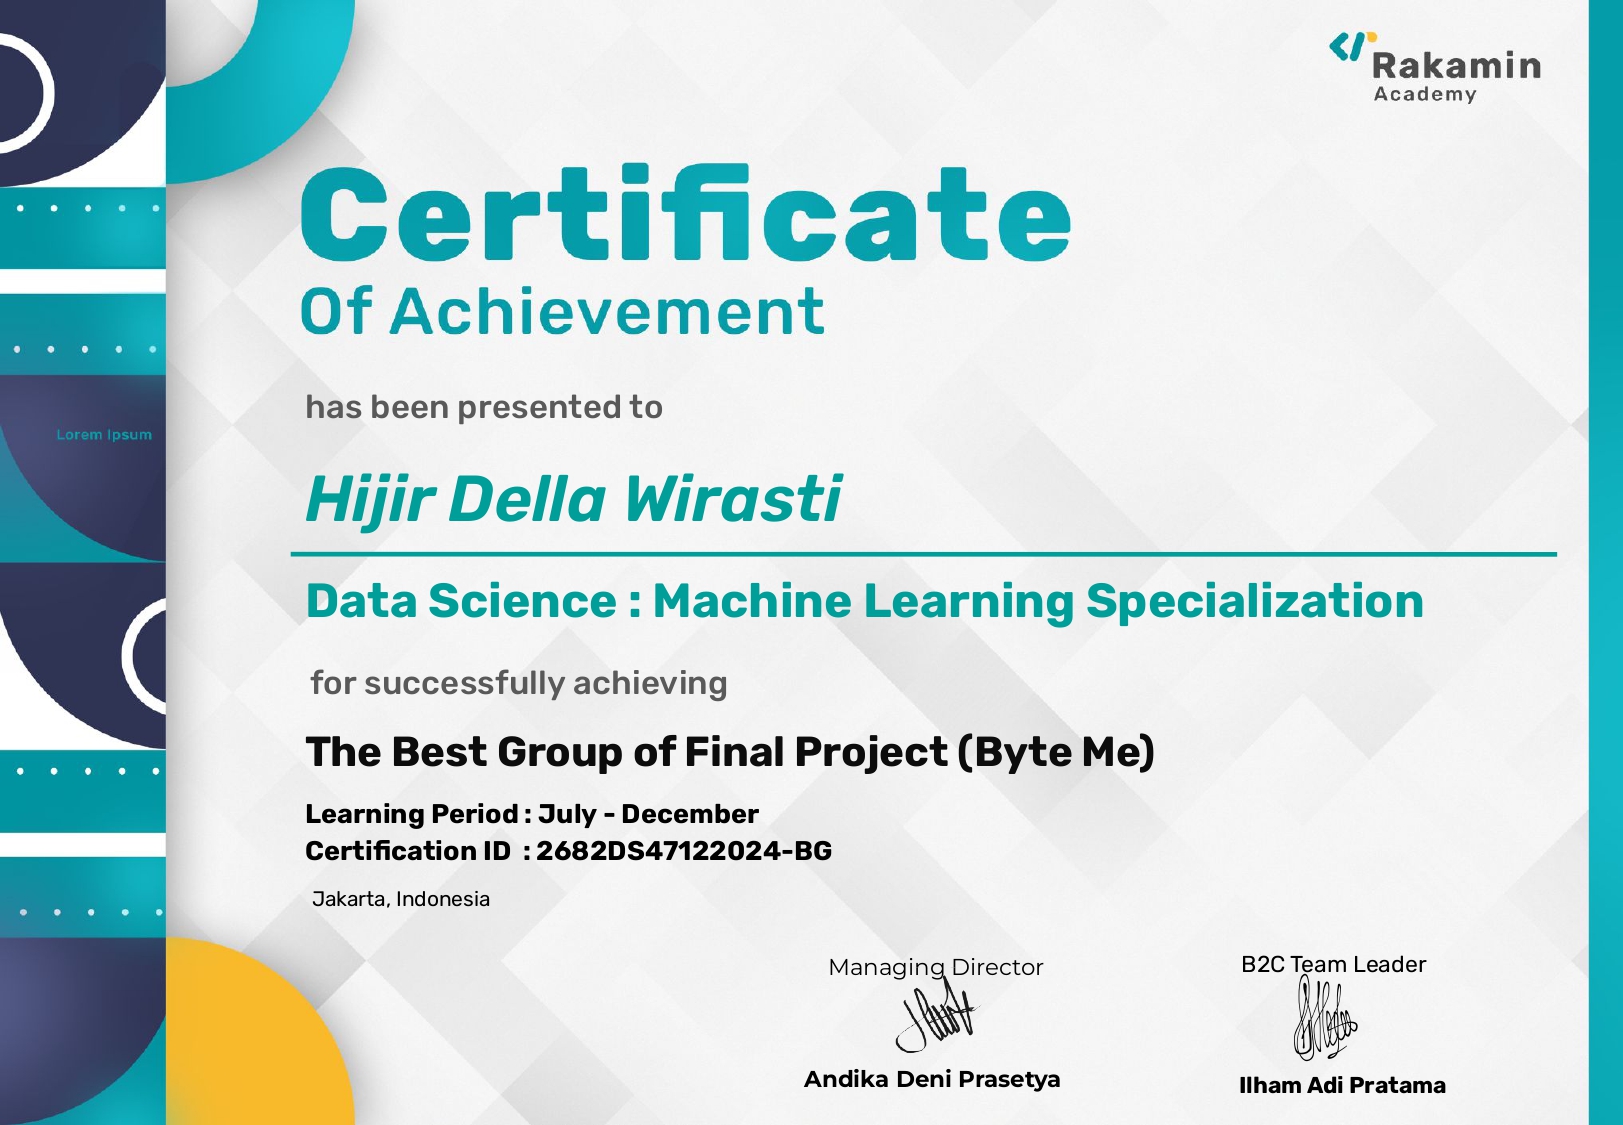 Rakamin
Academy
Certificate
Of Achievement
has been presented to
Lorem Ipsum
Hijir Della Wirasti
Data Science : Machine Learning Specialization
for successfully achieving
The Best Group of Final Project (Byte Me)
Learning Period : July - December
Certification ID : 2682DS47122024-BG
Jakarta, Indonesia
Managing Director
Andika Deni Prasetya
B2C Team Leader
Ilham Adi Pratama